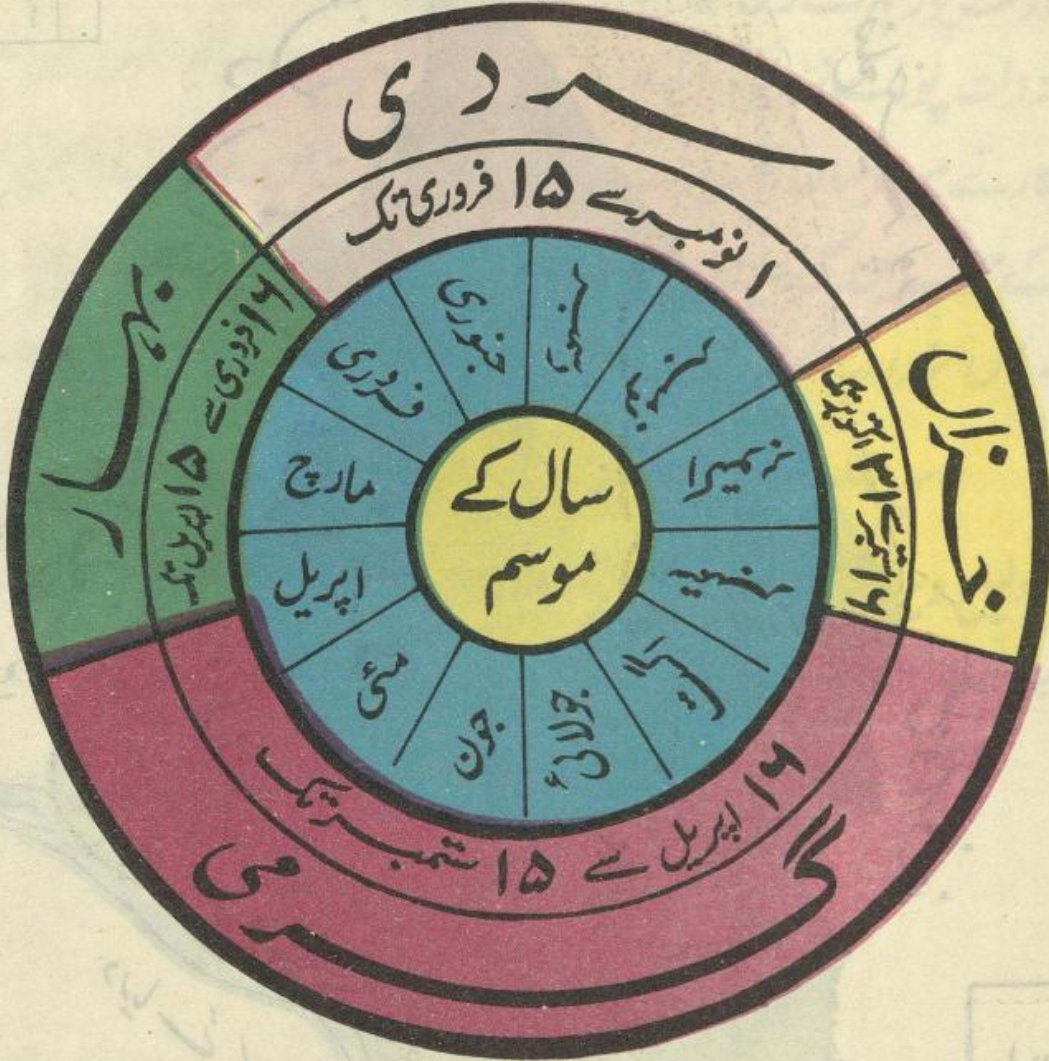 سال کے
موسم
جنوری
فروری
مارچ
اپریل
مئی
جون
جولائی
اگست
ستمبر
نومبر
دسمبر
سردی
۱ نومبر سے ۱۵ فروری تک
بہار
۱۶ فروری سے ۱۵ اپریل تک
گرمی
۱۶ اپریل سے ۱۵ ستمبر تک
خزاں